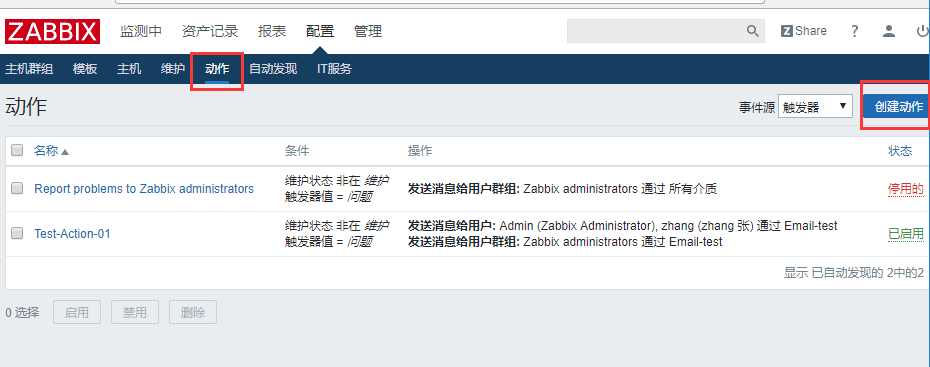 ZABBIX 监测中 资产记录 报表 配置 管理 Z Share ?
主机群组 模板 主机 维护 动作 自动发现 IT服务
动作 事件源 触发器 创建动作
名称 条件 操作 状态
Report problems to Zabbix administrators 维护状态 非在 维护 发送消息给用户群组: Zabbix administrators 通过 所有介质 停用的
触发器值 = 问题
Test-Action-01 维护状态 非在 维护 发送消息给用户: Admin (Zabbix Administrator), zhang (zhang 张) 通过 Email-test 已启用
触发器值 = 问题 发送消息给用户群组: Zabbix administrators 通过 Email-test
显示 已自动发现的 2中的2
0 选择 启用 禁用 删除